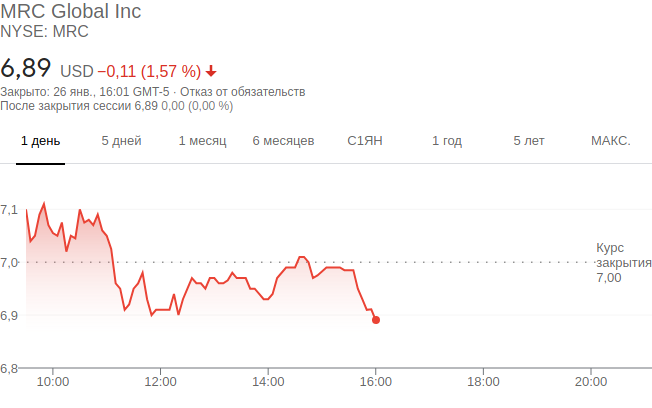 MRC Global Inc
NYSE: MRC
6,89 USD −0,11 (1,57 %)
Закрыто: 26 янв., 16:01 GMT-5 · Отказ от обязательств
После закрытия сессии 6,89 0,00 (0,00 %)
1 день 5 дней 1 месяц 6 месяцев С1ЯН 1 год 5 лет МАКС.
7,1
Курс
7,0 закрытия
7,00
6,9
6,8
10:00 12:00 14:00 16:00 18:00 20:00